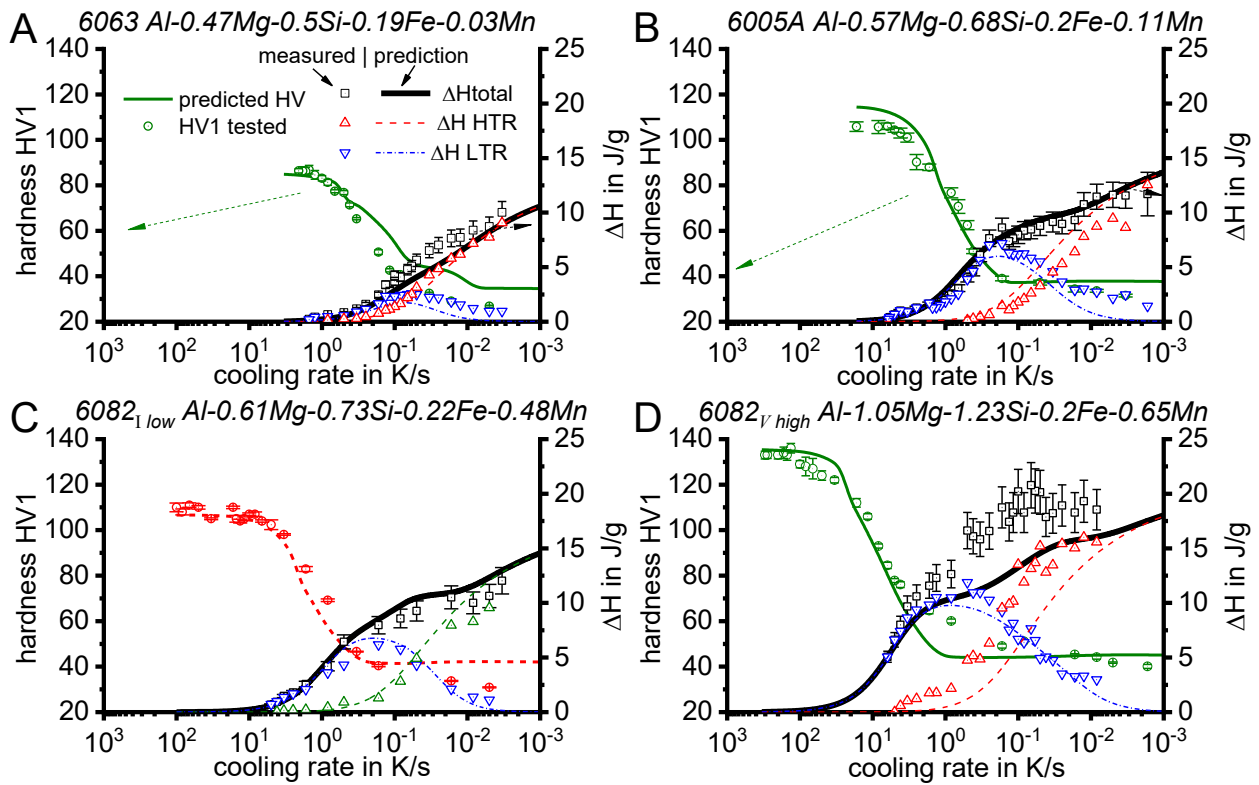 A 6063 Al-0.47Mg-0.5Si-0.19Fe-0.03Mn
measured | prediction
predicted HV
HV1 tested
ΔHtotal
ΔH HTR
ΔH LTR
hardness HV1
140
120
100
80
60
40
20
25
20
15
10
5
0
ΔH in J/g
10³ 10² 10¹ 10⁰ 10⁻¹ 10⁻² 10⁻³
cooling rate in K/s
B 6005A Al-0.57Mg-0.68Si-0.2Fe-0.11Mn
hardness HV1
140
120
100
80
60
40
20
25
20
15
10
5
0
ΔH in J/g
10³ 10² 10¹ 10⁰ 10⁻¹ 10⁻² 10⁻³
cooling rate in K/s
C 6082I low Al-0.61Mg-0.73Si-0.22Fe-0.48Mn
hardness HV1
140
120
100
80
60
40
20
25
20
15
10
5
0
ΔH in J/g
10³ 10² 10¹ 10⁰ 10⁻¹ 10⁻² 10⁻³
cooling rate in K/s
D 6082V high Al-1.05Mg-1.23Si-0.2Fe-0.65Mn
hardness HV1
140
120
100
80
60
40
20
25
20
15
10
5
0
ΔH in J/g
10³ 10² 10¹ 10⁰ 10⁻¹ 10⁻² 10⁻³
cooling rate in K/s